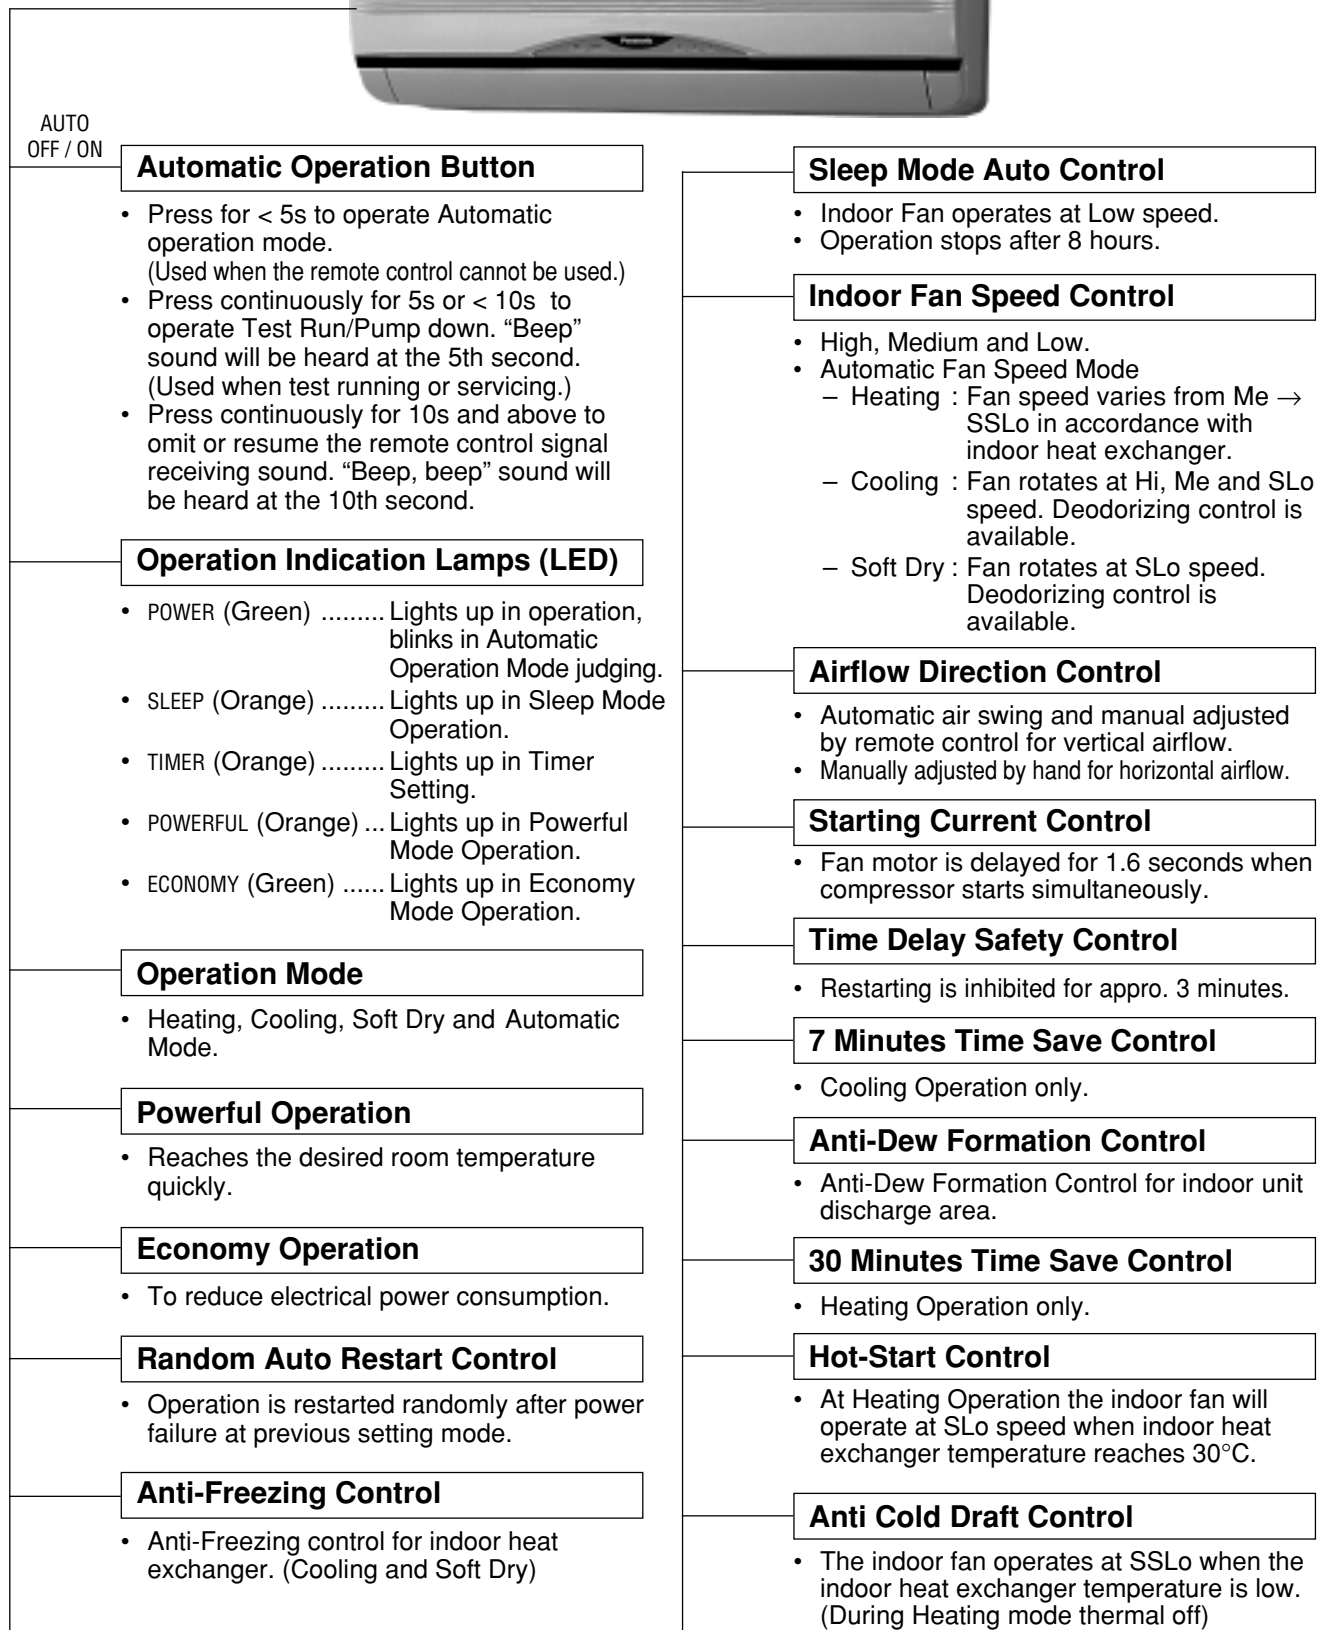 Panasonic
AUTO
OFF / ON
Automatic Operation Button
• Press for < 5s to operate Automatic
operation mode.
(Used when the remote control cannot be used.)
• Press continuously for 5s or < 10s to
operate Test Run/Pump down. “Beep”
sound will be heard at the 5th second.
(Used when test running or servicing.)
• Press continuously for 10s and above to
omit or resume the remote control signal
receiving sound. “Beep, beep” sound will
be heard at the 10th second.
Operation Indication Lamps (LED)
• POWER (Green) ......... Lights up in operation,
blinks in Automatic
Operation Mode judging.
• SLEEP (Orange) ......... Lights up in Sleep Mode
Operation.
• TIMER (Orange) ......... Lights up in Timer
Setting.
• POWERFUL (Orange) ... Lights up in Powerful
Mode Operation.
• ECONOMY (Green) ...... Lights up in Economy
Mode Operation.
Operation Mode
• Heating, Cooling, Soft Dry and Automatic
Mode.
Powerful Operation
• Reaches the desired room temperature
quickly.
Economy Operation
• To reduce electrical power consumption.
Random Auto Restart Control
• Operation is restarted randomly after power
failure at previous setting mode.
Anti-Freezing Control
• Anti-Freezing control for indoor heat
exchanger. (Cooling and Soft Dry)
Sleep Mode Auto Control
• Indoor Fan operates at Low speed.
• Operation stops after 8 hours.
Indoor Fan Speed Control
• High, Medium and Low.
• Automatic Fan Speed Mode
– Heating : Fan speed varies from Me →
SSLo in accordance with
indoor heat exchanger.
– Cooling : Fan rotates at Hi, Me and SLo
speed. Deodorizing control is
available.
– Soft Dry : Fan rotates at SLo speed.
Deodorizing control is
available.
Airflow Direction Control
• Automatic air swing and manual adjusted
by remote control for vertical airflow.
• Manually adjusted by hand for horizontal airflow.
Starting Current Control
• Fan motor is delayed for 1.6 seconds when
compressor starts simultaneously.
Time Delay Safety Control
• Restarting is inhibited for appro. 3 minutes.
7 Minutes Time Save Control
• Cooling Operation only.
Anti-Dew Formation Control
• Anti-Dew Formation Control for indoor unit
discharge area.
30 Minutes Time Save Control
• Heating Operation only.
Hot-Start Control
• At Heating Operation the indoor fan will
operate at SLo speed when indoor heat
exchanger temperature reaches 30°C.
Anti Cold Draft Control
• The indoor fan operates at SSLo when the
indoor heat exchanger temperature is low.
(During Heating mode thermal off)